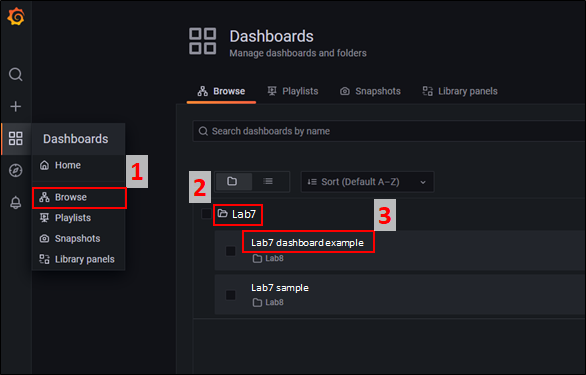 Dashboards
Manage dashboards and folders
Browse
Playlists
Snapshots
Library panels
Search dashboards by name
Dashboards
Home
1
Browse
Playlists
Snapshots
Library panels
2
Sort (Default A–Z)
Lab7
3
Lab7 dashboard example
Lab8
Lab7 sample
Lab8